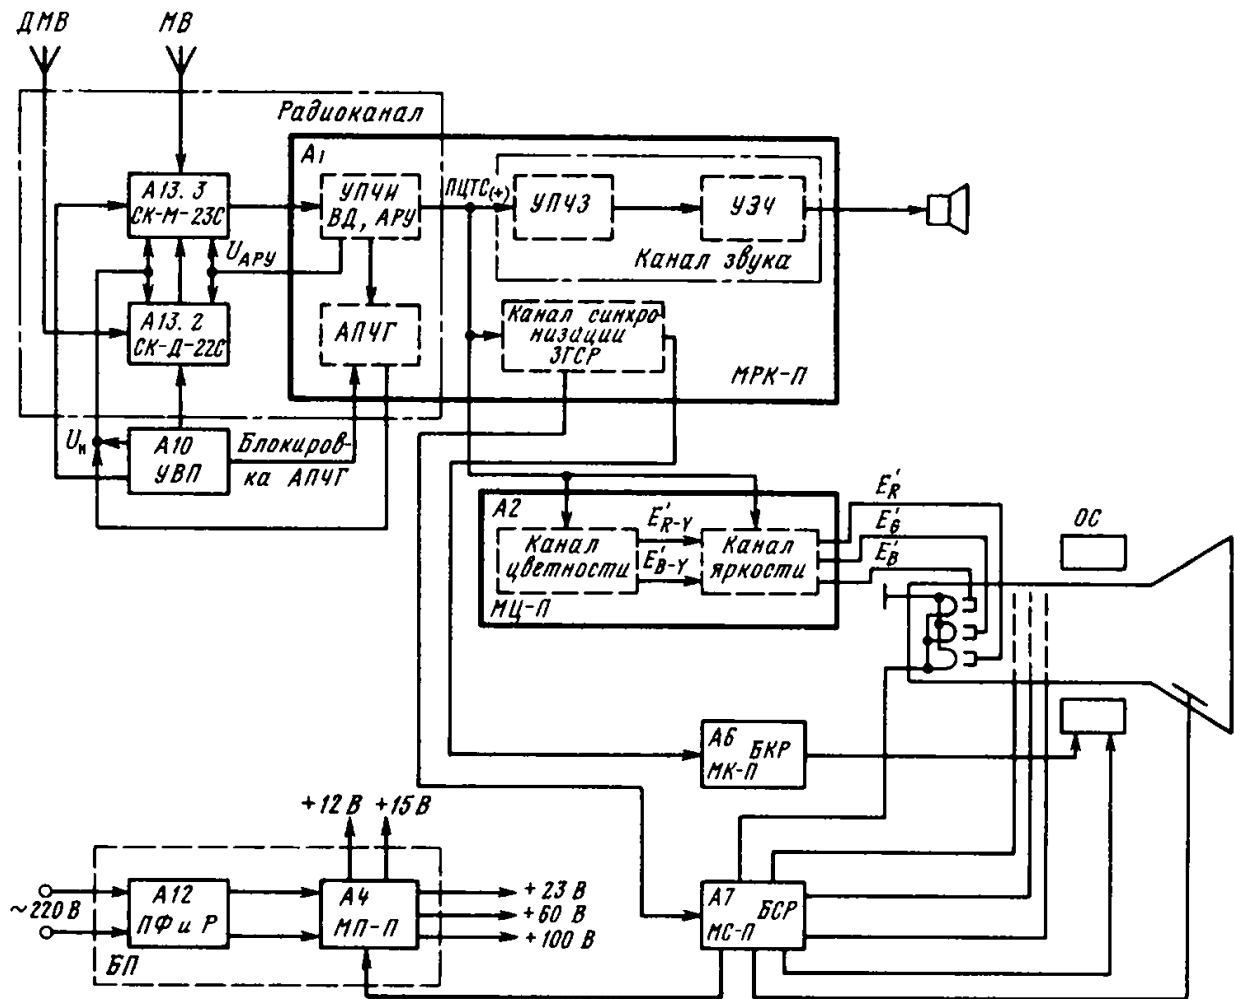 ДМВ
МВ
Радиоканал
А1
А13.3
СК-М-23С
УПЧИ
ВД, АРУ
ПЦТС(+)
УПЧЗ
УЗЧ
Канал звука
UАРУ
А13.2
СК-Д-22С
АПЧГ
Канал синхро-
низации
ЗГСР
МРК-П
Uн
А10
УВП
Блокиров-
ка АПЧГ
А2
Канал
цветности
E'R-Y
E'B-Y
Канал
яркости
МЦ-П
E'R
E'G
E'B
ОС
А6
БКР
МК-П
+12 В
+15 В
~220 В
А12
ПФ и Р
А4
МП-П
+23 В
+60 В
+100 В
БП
А7
БСР
МС-П